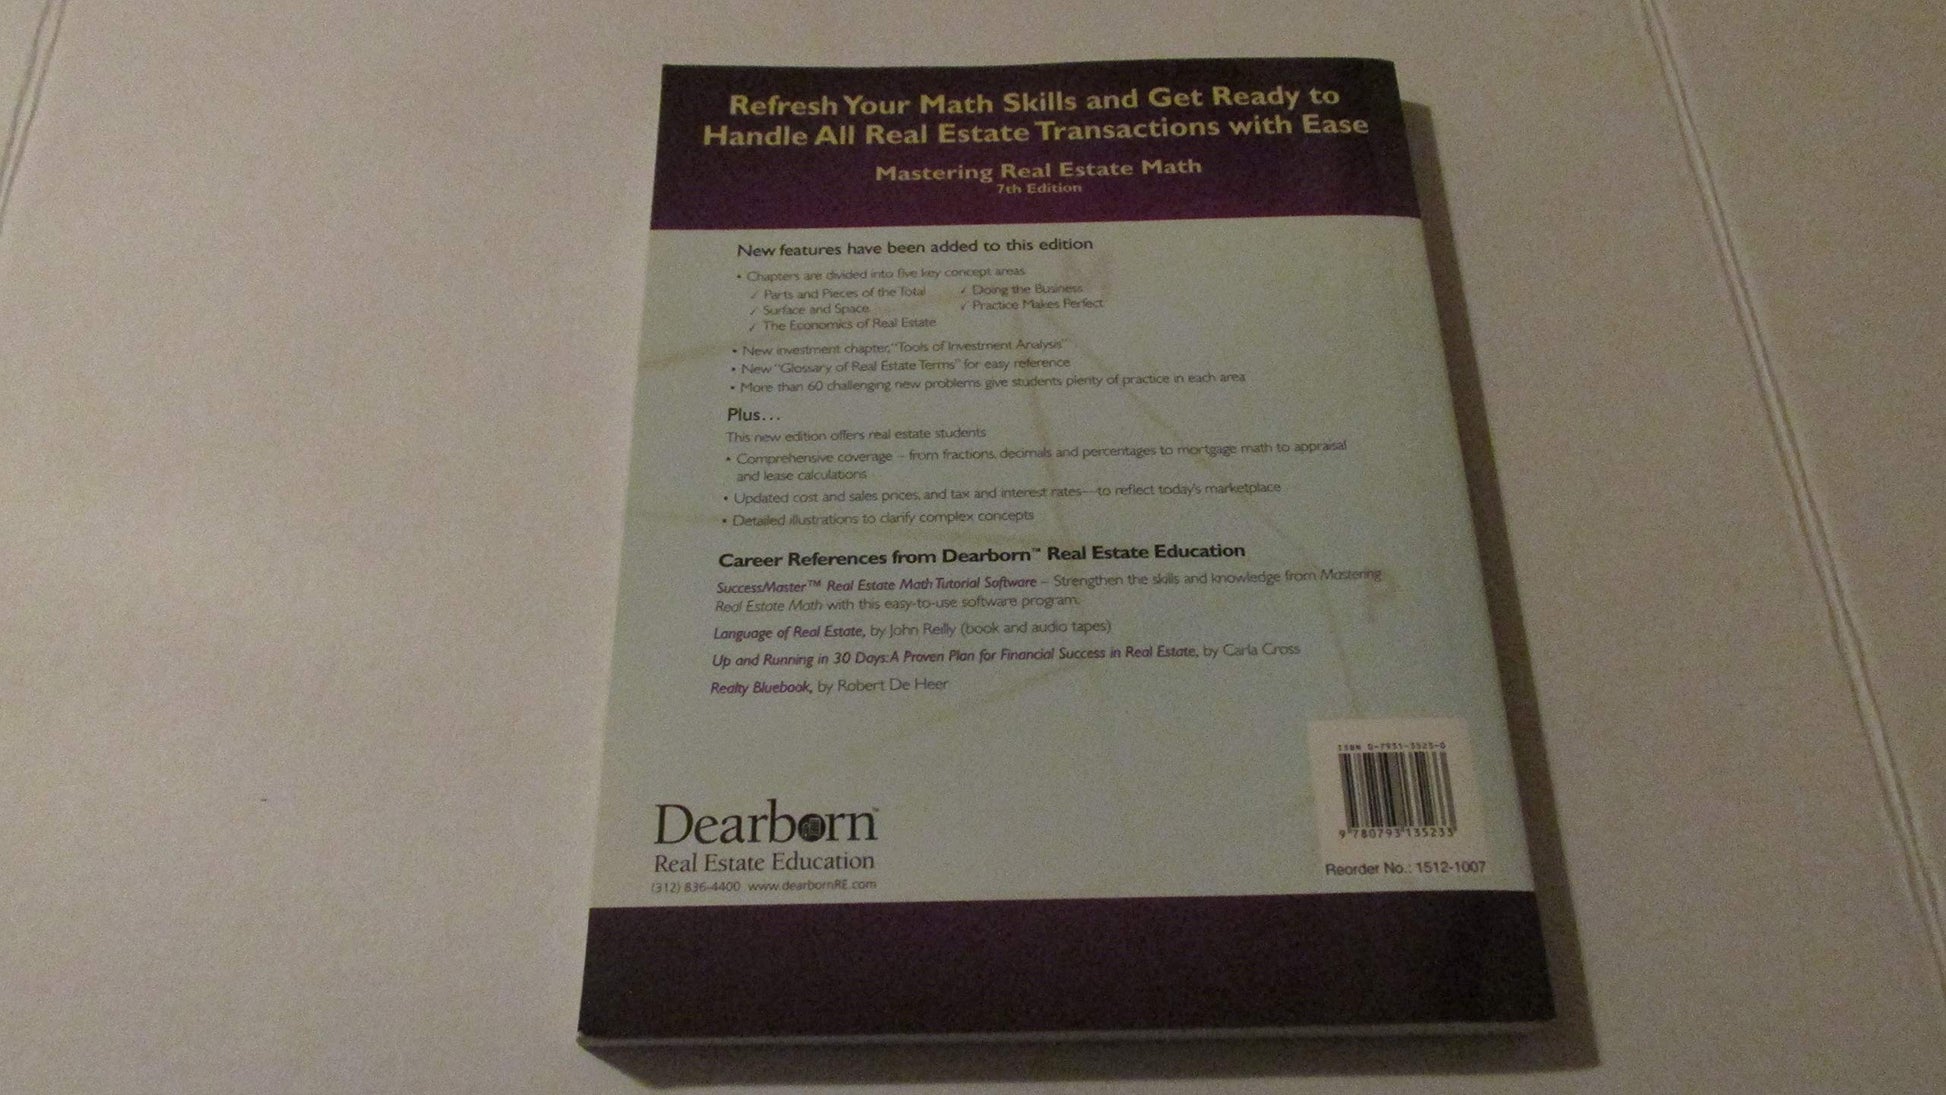 Refresh Your Math Skills and Get Ready to
Handle All Real Estate Transactions with Ease
Mastering Real Estate Math
7th Edition
New features have been added to this edition
• Chapters are divided into five key concept areas
✓ Parts and Pieces of the Total
✓ Surface and Space
✓ The Economics of Real Estate
✓ Doing the Business
✓ Practice Makes Perfect
• New investment chapter, "Tools of Investment Analysis"
• New "Glossary of Real Estate Terms" for easy reference
• More than 60 challenging new problems give students plenty of practice in each area
Plus...
This new edition offers real estate students
• Comprehensive coverage – from fractions, decimals and percentages to mortgage math to appraisal
and lease calculations
• Updated cost and sales prices, and tax and interest rates—to reflect today's marketplace
• Detailed illustrations to clarify complex concepts
Career References from Dearborn™ Real Estate Education
SuccessMaster™ Real Estate Math Tutorial Software – Strengthen the skills and knowledge from Mastering
Real Estate Math with this easy-to-use software program.
Language of Real Estate, by John Reilly (book and audio tapes)
Up and Running in 30 Days: A Proven Plan for Financial Success in Real Estate, by Carla Cross
Realty Bluebook, by Robert De Heer
ISBN 0-7931-3523-0
9 780793 135233
Reorder No.: 1512-1007
Dearborn™
Real Estate Education
(312) 836-4400 www.dearbornRE.com